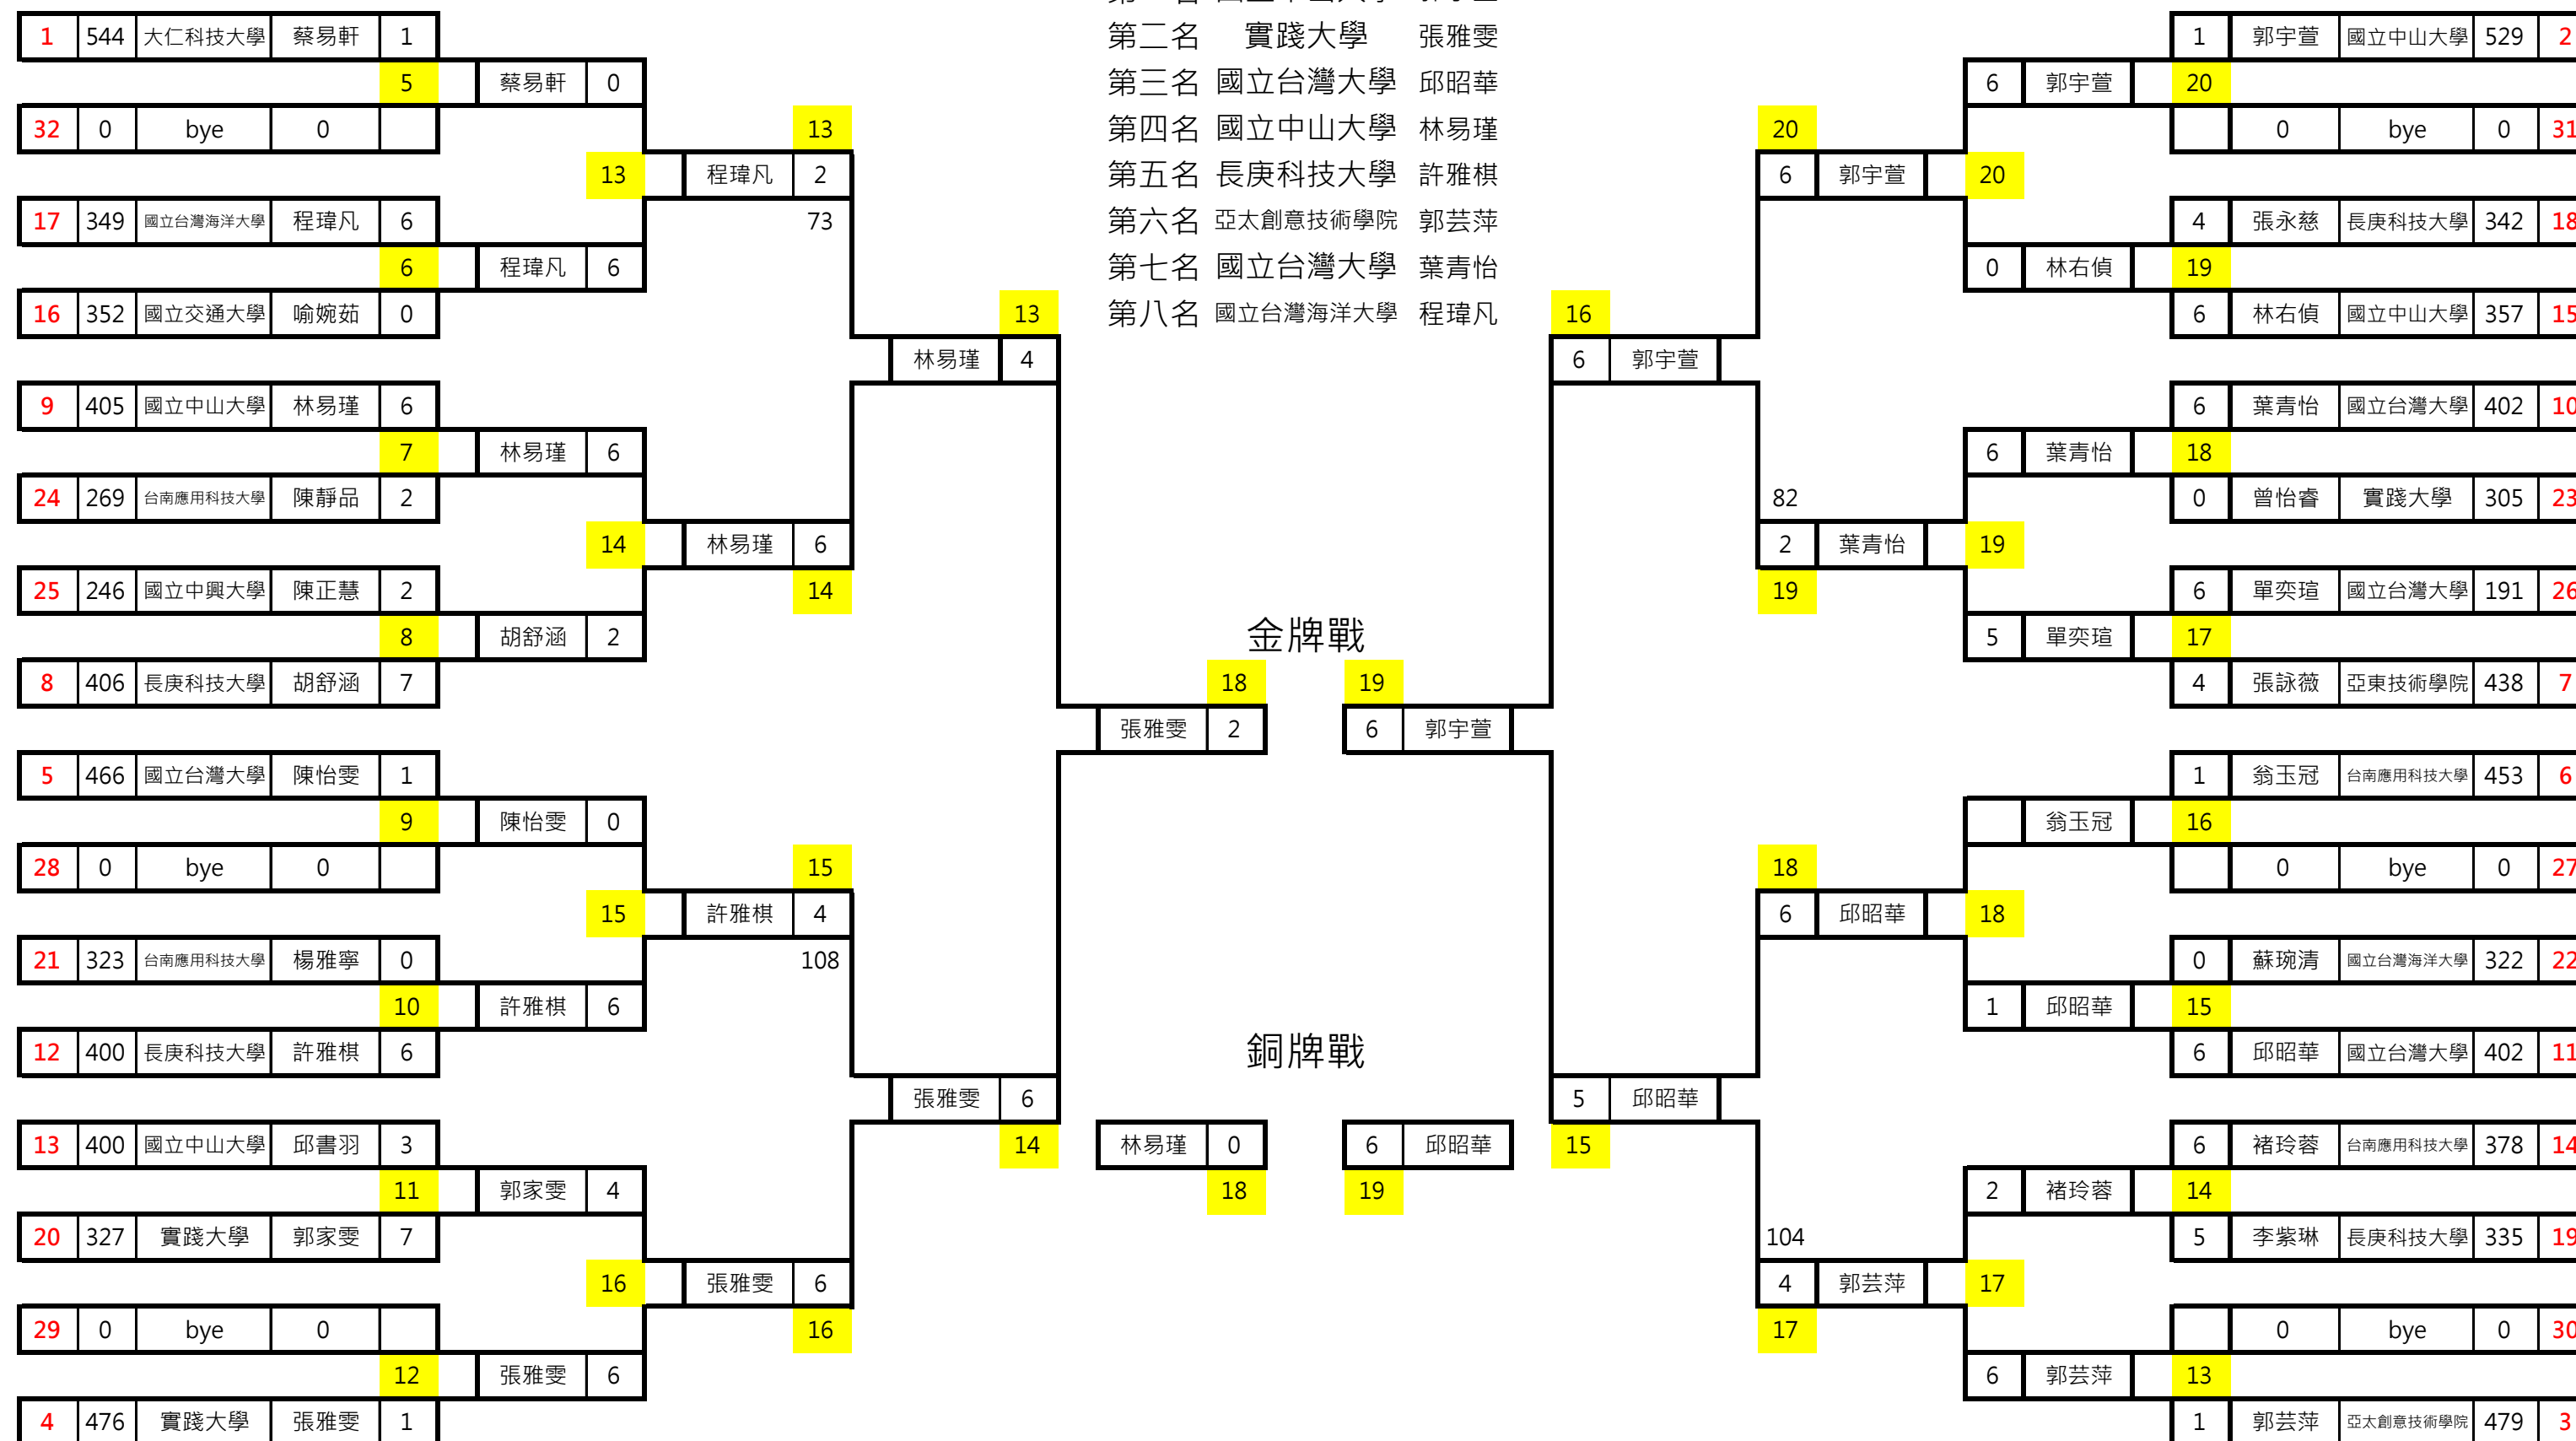 1 544 大仁科技大學 蔡易軒 1 第二名 實踐大學 張雅雯 1 郭宇萱 國立中山大學 529 2
5 蔡易軒 0 第三名 國立台灣大學 邱昭華 6 郭宇萱 20
32 0 bye 0 13 第四名 國立中山大學 林易瑾 20 0 bye 0 31
13 程瑋凡 2 第五名 長庚科技大學 許雅棋 6 郭宇萱 20
17 349 國立台灣海洋大學 程瑋凡 6 73 第六名 亞太創意技術學院 郭芸萍 4 張永慈 長庚科技大學 342 18
6 程瑋凡 6 第七名 國立台灣大學 葉青怡 0 林右偵 19
16 352 國立交通大學 喻婉茹 0 13 第八名 國立台灣海洋大學 程瑋凡 16 6 林右偵 國立中山大學 357 15
林易瑾 4 6 郭宇萱
9 405 國立中山大學 林易瑾 6 6 葉青怡 國立台灣大學 402 10
7 林易瑾 6 6 葉青怡 18
24 269 台南應用科技大學 陳靜品 2 82 0 曾怡睿 實踐大學 305 23
14 林易瑾 6 2 葉青怡 19
25 246 國立中興大學 陳正慧 2 14 19 6 單奕瑄 國立台灣大學 191 26
8 胡舒涵 2 金牌戰 5 單奕瑄 17
8 406 長庚科技大學 胡舒涵 7 18 19 4 張詠薇 亞東技術學院 438 7
張雅雯 2 6 郭宇萱
5 466 國立台灣大學 陳怡雯 1 1 翁玉冠 台南應用科技大學 453 6
9 陳怡雯 0 翁玉冠 16
28 0 bye 0 15 18 0 bye 0 27
15 許雅棋 4 6 邱昭華 18
21 323 台南應用科技大學 楊雅寧 0 108 0 蘇琬清 國立台灣海洋大學 322 22
10 許雅棋 6 1 邱昭華 15
12 400 長庚科技大學 許雅棋 6 銅牌戰 6 邱昭華 國立台灣大學 402 11
張雅雯 6 5 邱昭華
13 400 國立中山大學 邱書羽 3 14 林易瑾 0 6 邱昭華 15 6 褚玲蓉 台南應用科技大學 378 14
11 郭家雯 4 18 19 2 褚玲蓉 14
20 327 實踐大學 郭家雯 7 104 5 李紫琳 長庚科技大學 335 19
16 張雅雯 6 4 郭芸萍 17
29 0 bye 0 16 17 0 bye 0 30
12 張雅雯 6 6 郭芸萍 13
4 476 實踐大學 張雅雯 1 1 郭芸萍 亞太創意技術學院 479 3